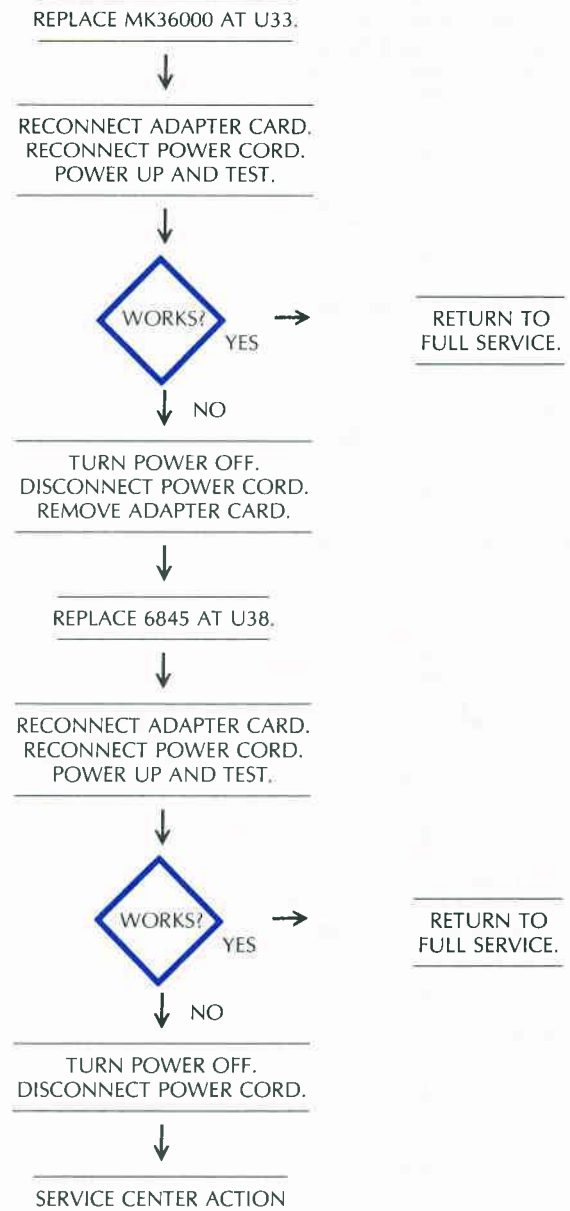 REPLACE MK36000 AT U33.
RECONNECT ADAPTER CARD.
RECONNECT POWER CORD.
POWER UP AND TEST.
WORKS?
YES
RETURN TO
FULL SERVICE.
NO
TURN POWER OFF.
DISCONNECT POWER CORD.
REMOVE ADAPTER CARD.
REPLACE 6845 AT U38.
RECONNECT ADAPTER CARD.
RECONNECT POWER CORD.
POWER UP AND TEST.
WORKS?
YES
RETURN TO
FULL SERVICE.
NO
TURN POWER OFF.
DISCONNECT POWER CORD.
SERVICE CENTER ACTION